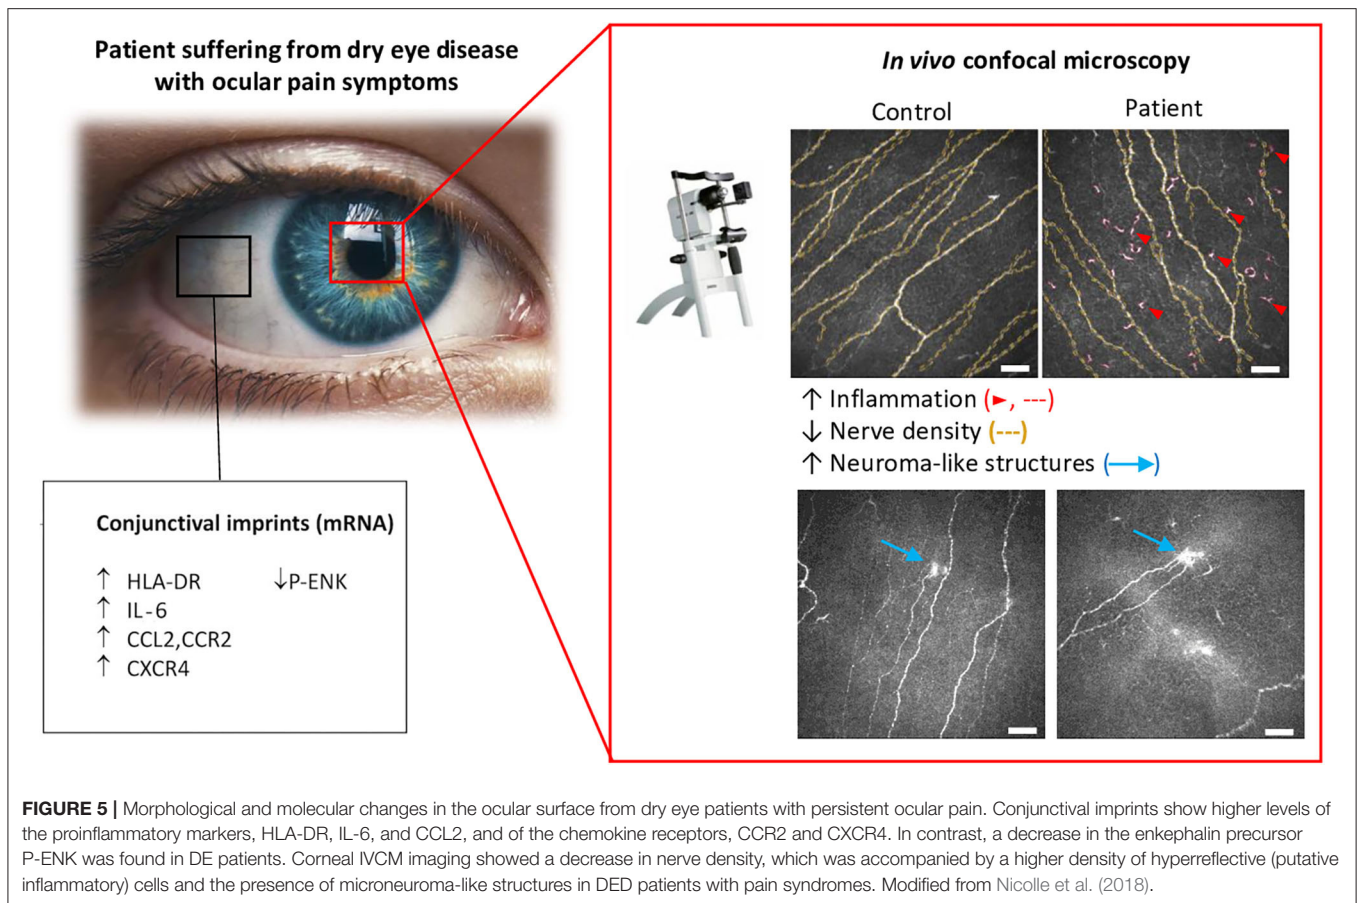 Patient suffering from dry eye disease
with ocular pain symptoms
In vivo confocal microscopy
Control
Patient
↑ Inflammation (►, ---)
↓ Nerve density (---)
↑ Neuroma-like structures (→)
Conjunctival imprints (mRNA)
↑ HLA-DR ↓P-ENK
↑ IL-6
↑ CCL2,CCR2
↑ CXCR4
FIGURE 5 | Morphological and molecular changes in the ocular surface from dry eye patients with persistent ocular pain. Conjunctival imprints show higher levels of
the proinflammatory markers, HLA-DR, IL-6, and CCL2, and of the chemokine receptors, CCR2 and CXCR4. In contrast, a decrease in the enkephalin precursor
P-ENK was found in DE patients. Corneal IVCM imaging showed a decrease in nerve density, which was accompanied by a higher density of hyperreflective (putative
inflammatory) cells and the presence of microneuroma-like structures in DED patients with pain syndromes. Modified from Nicolle et al. (2018).